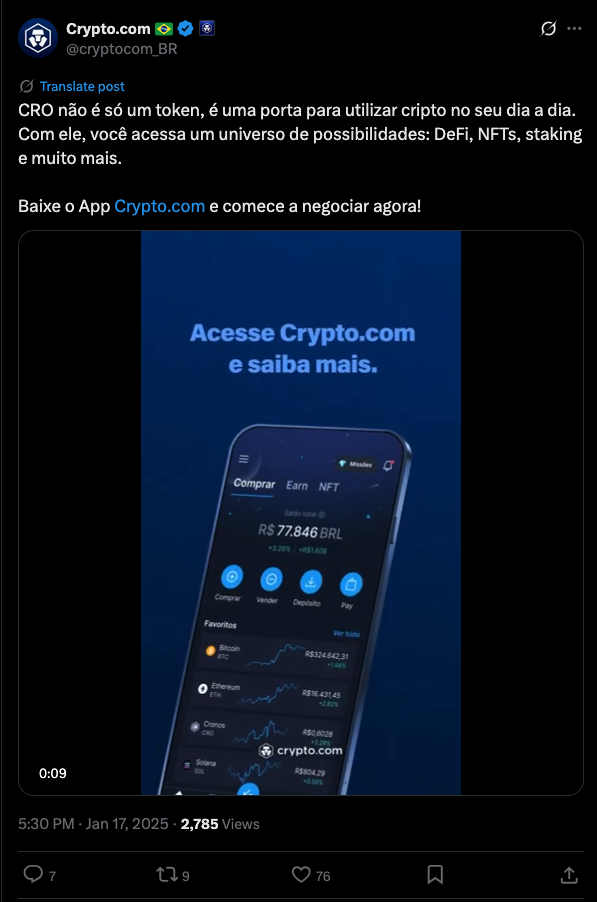 Crypto.com
@cryptocom_BR
Translate post
CRO não é só um token, é uma porta para utilizar cripto no seu dia a dia.
Com ele, você acessa um universo de possibilidades: DeFi, NFTs, staking
e muito mais.
Baixe o App Crypto.com e comece a negociar agora!
Acesse Crypto.com
e saiba mais.
Missões
Comprar Earn NFT
Saldo total
R$ 77.846 BRL
+3.28% +R$1.608
Comprar Vender Depósito Pay
Favoritos Ver tudo
Bitcoin R$324.642,31
BTC +1.98%
Ethereum R$16.431,45
ETH +2.82%
Cronos R$0,6028
CRO +3.28%
crypto.com
Solana R$804.29
SOL +0.59%
0:09
5:30 PM · Jan 17, 2025 · 2,785 Views
7 9 76